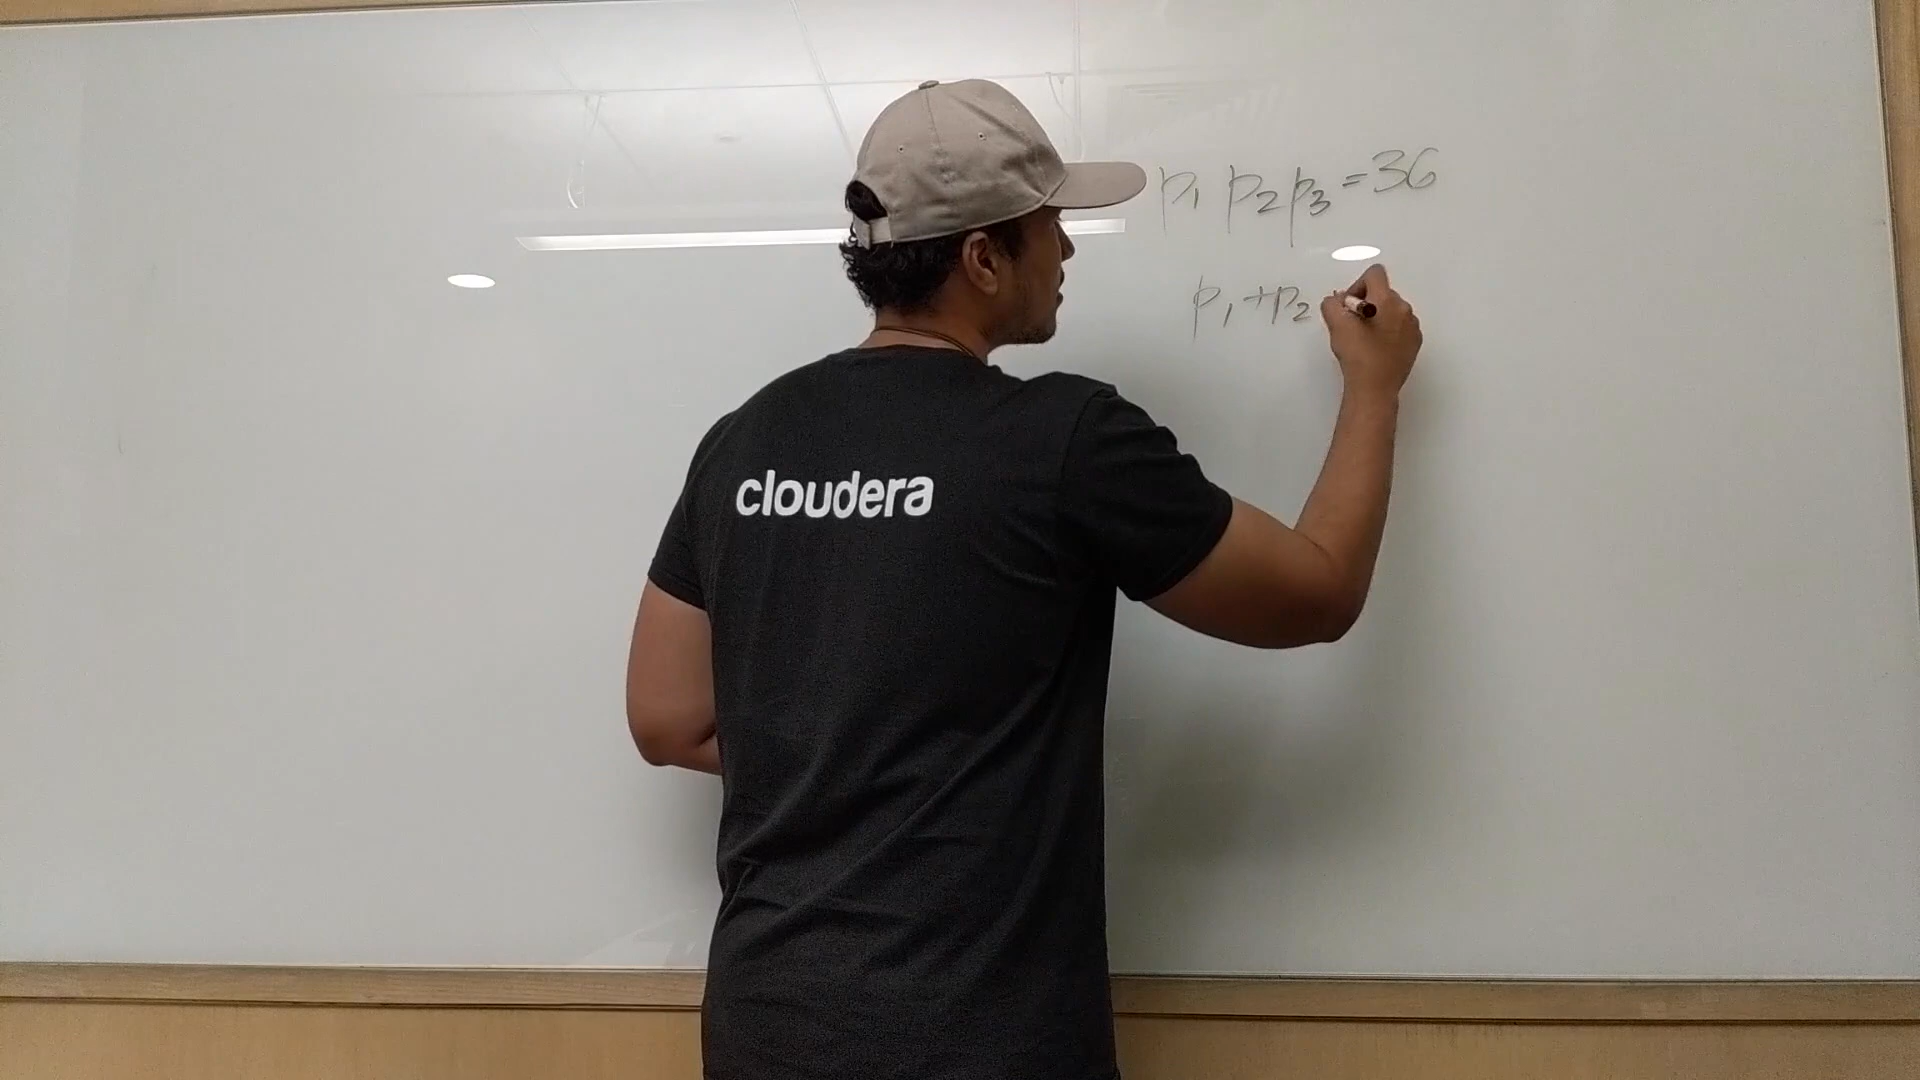 p₁ p₂ p₃ = 36
p₁ + p₂
cloudera